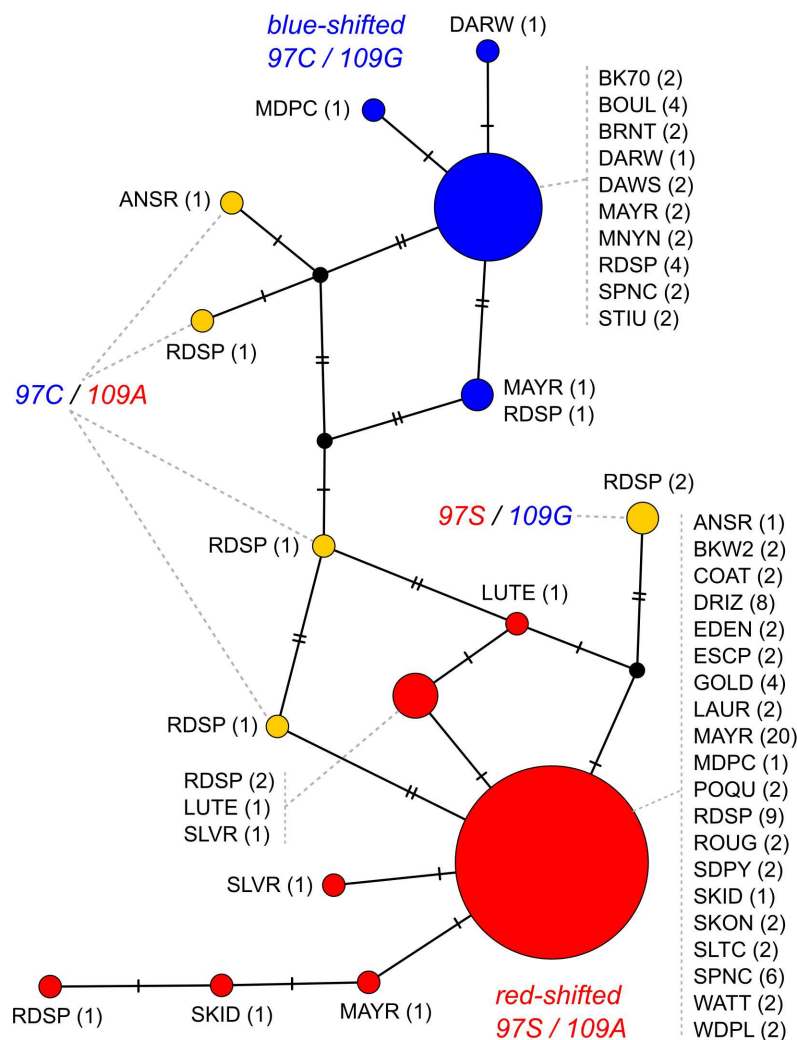 blue-shifted
97C / 109G
DARW (1)
MDPC (1)
BK70 (2)
BOUL (4)
BRNT (2)
DARW (1)
DAWS (2)
MAYR (2)
MNYN (2)
RDSP (4)
SPNC (2)
STIU (2)
ANSR (1)
RDSP (1)
97C / 109A
MAYR (1)
RDSP (1)
RDSP (2)
97S / 109G
RDSP (1)
LUTE (1)
ANSR (1)
BKW2 (2)
COAT (2)
DRIZ (8)
EDEN (2)
ESCP (2)
GOLD (4)
LAUR (2)
MAYR (20)
MDPC (1)
POQU (2)
RDSP (9)
ROUG (2)
SDPY (2)
SKID (1)
SKON (2)
SLTC (2)
SPNC (6)
WATT (2)
WDPL (2)
RDSP (1)
RDSP (2)
LUTE (1)
SLVR (1)
SLVR (1)
RDSP (1)
SKID (1)
MAYR (1)
red-shifted
97S / 109A